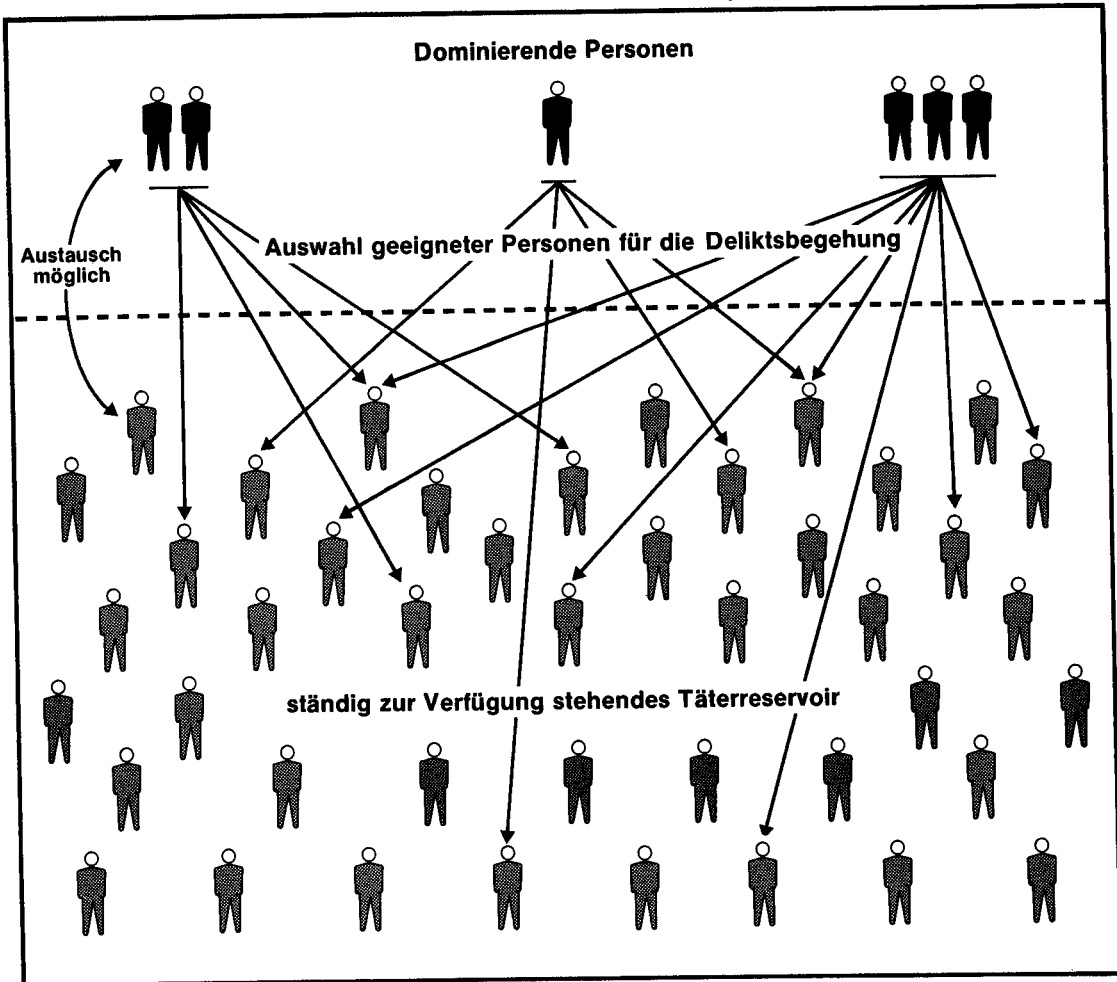 Dominierende Personen
Auswahl geeigneter Personen für die Deliktsbegehung
Austausch
möglich
ständig zur Verfügung stehendes Täterreservoir